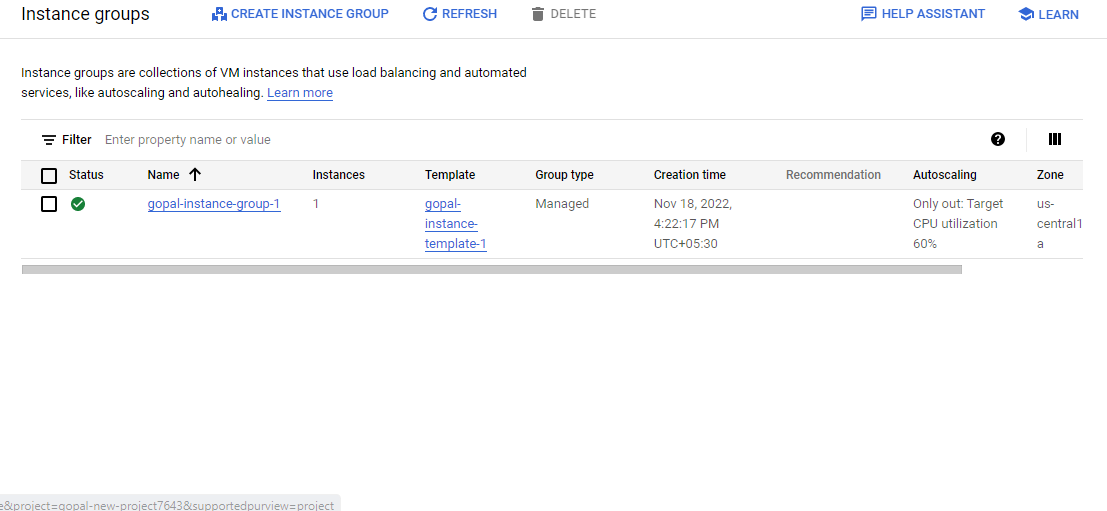 Instance groups CREATE INSTANCE GROUP REFRESH DELETE HELP ASSISTANT LEARN
Instance groups are collections of VM instances that use load balancing and automated
services, like autoscaling and autohealing. Learn more
Filter Enter property name or value ?
Status Name Instances Template Group type Creation time Recommendation Autoscaling Zone
gopal-instance-group-1 1 gopal- Managed Nov 18, 2022, Only out: Target us-
instance- 4:22:17 PM CPU utilization central1
template-1 UTC+05:30 60% a
e&project=gopal-new-project7643&supportedpurview=project